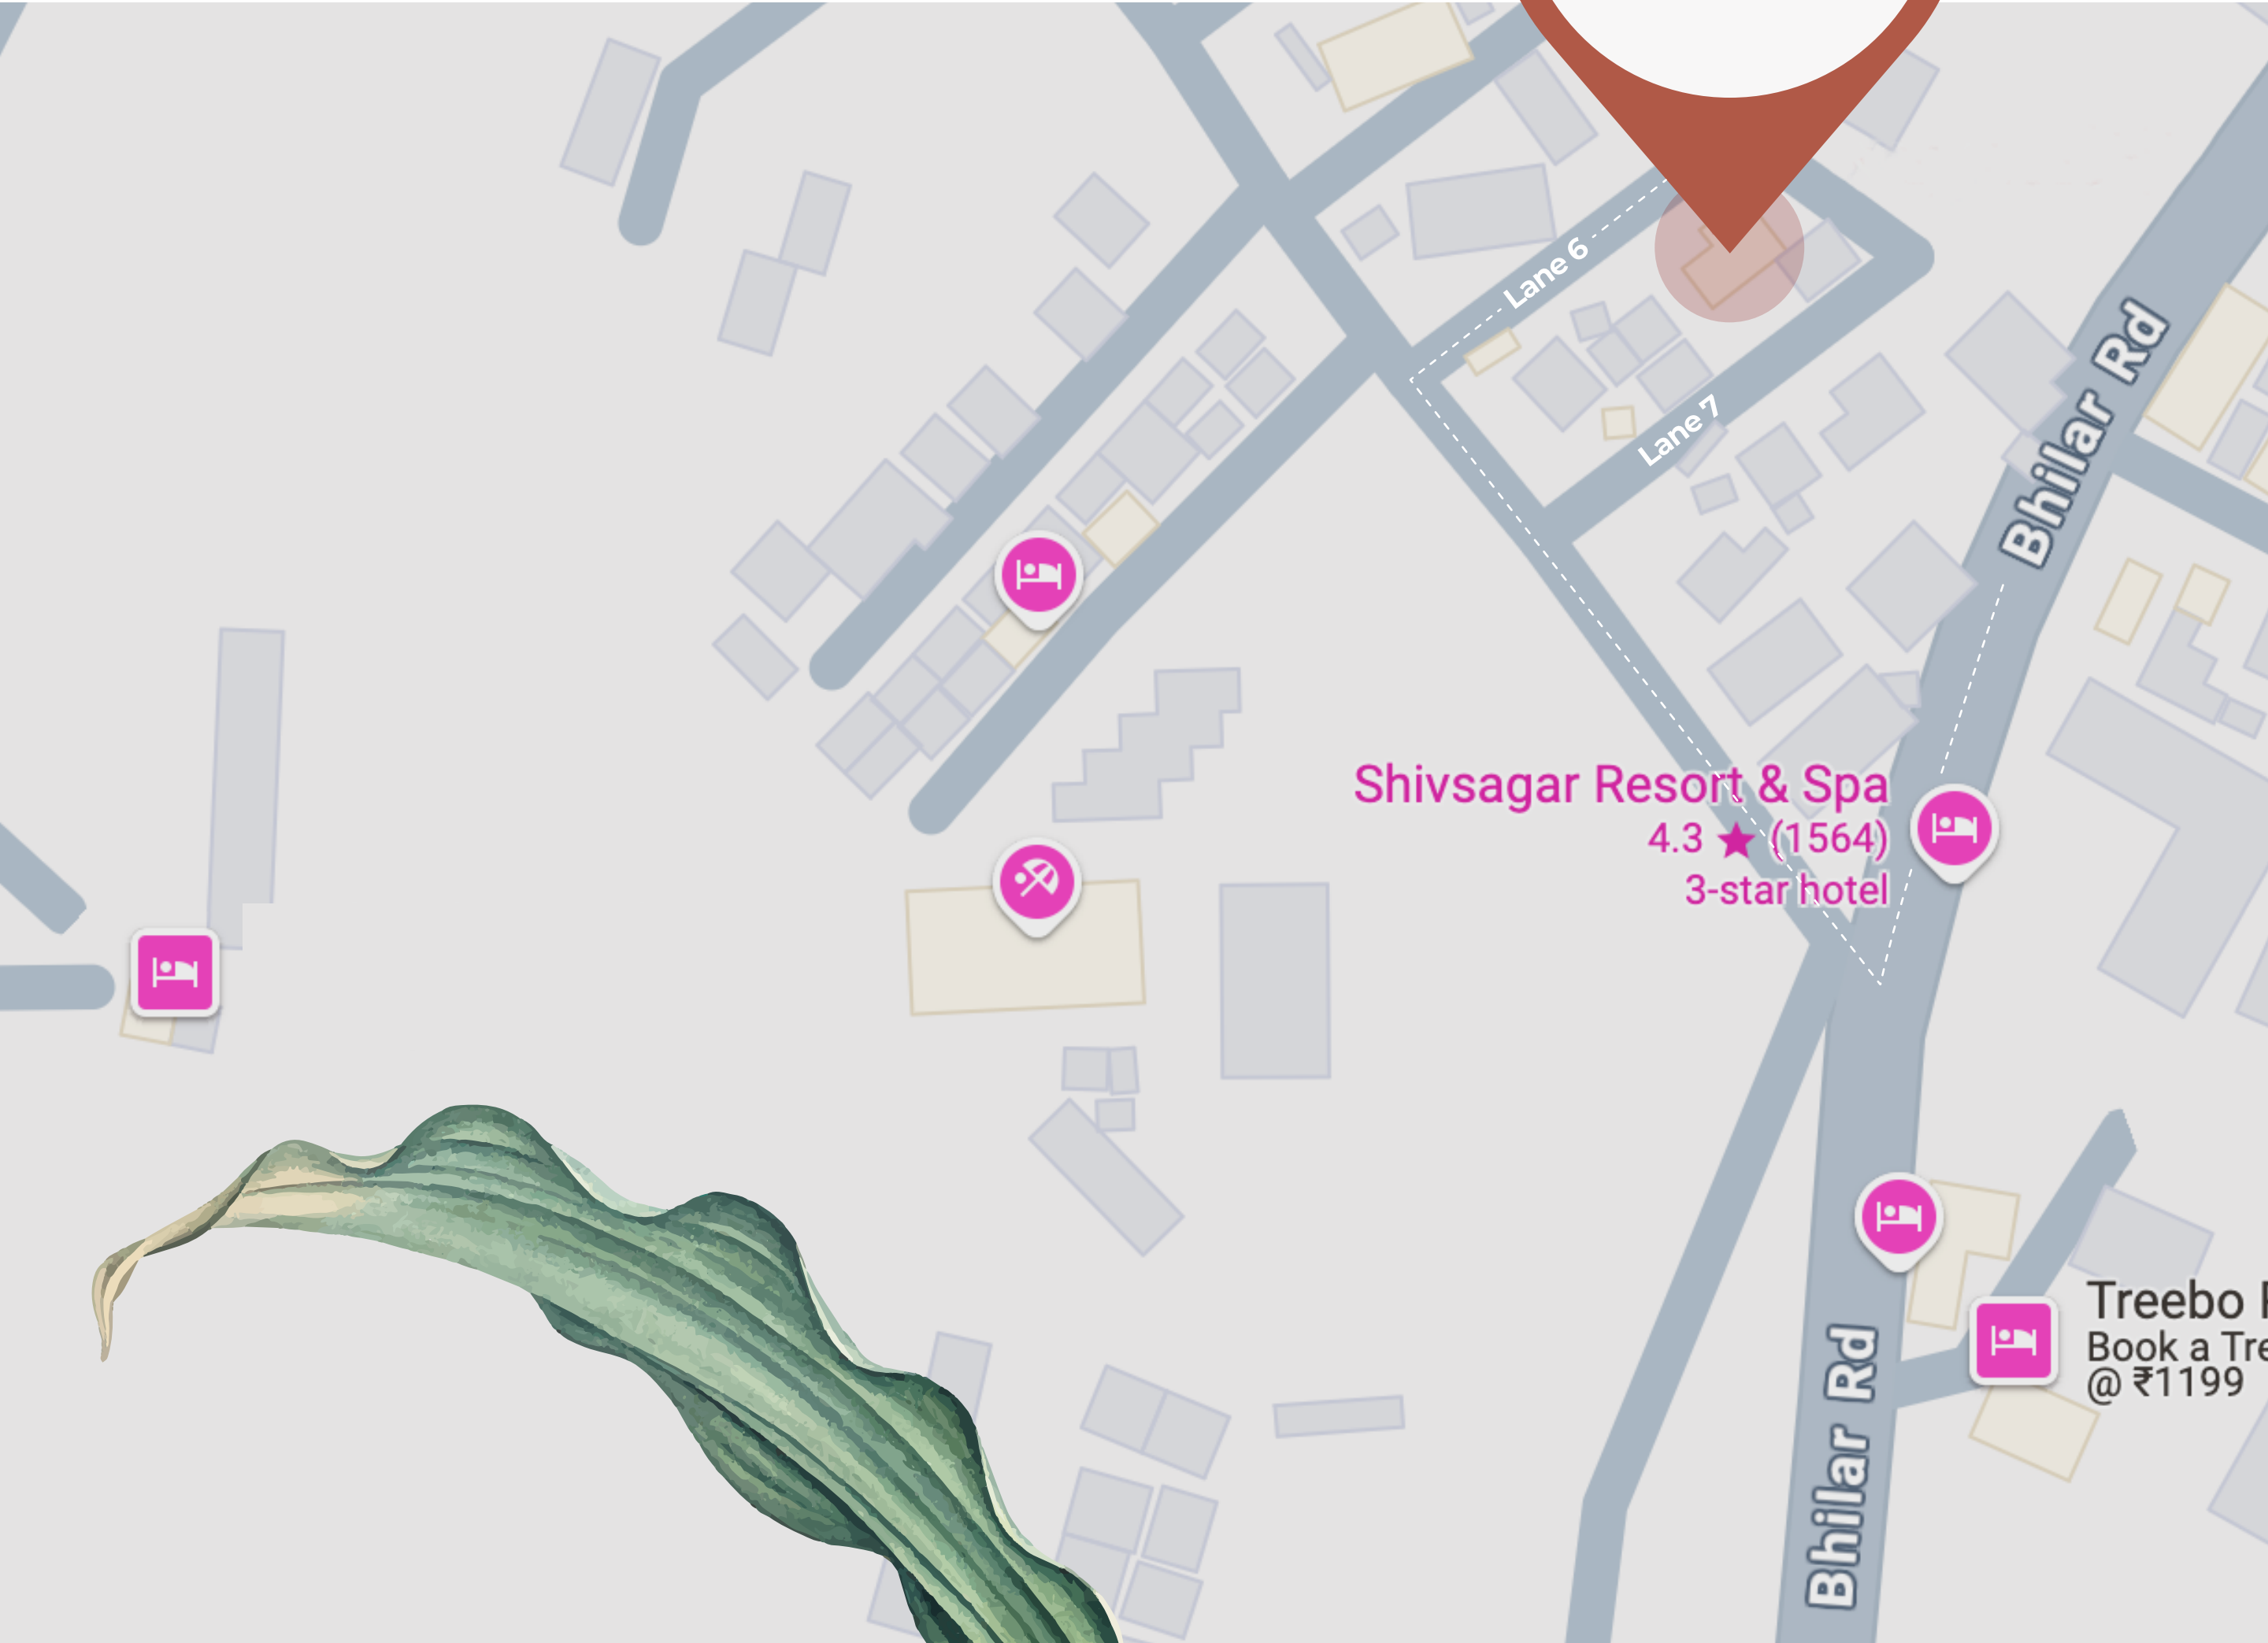 Lane 6
Lane 7
Bhilar Rd
Shivsagar Resort & Spa
4.3 ★ (1564)
3-star hotel
Treebo
Book a
@ ₹1199
Bhilar Rd